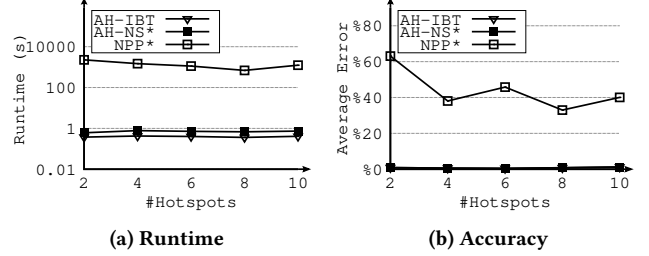 AH-IBT
AH-NS*
NPP*
Runtime (s)
10000
100
1
0.01
2 4 6 8 10
#Hotspots
(a) Runtime
AH-IBT
AH-NS*
NPP*
Average Error
%80
%60
%40
%20
%0
2 4 6 8 10
#Hotspots
(b) Accuracy